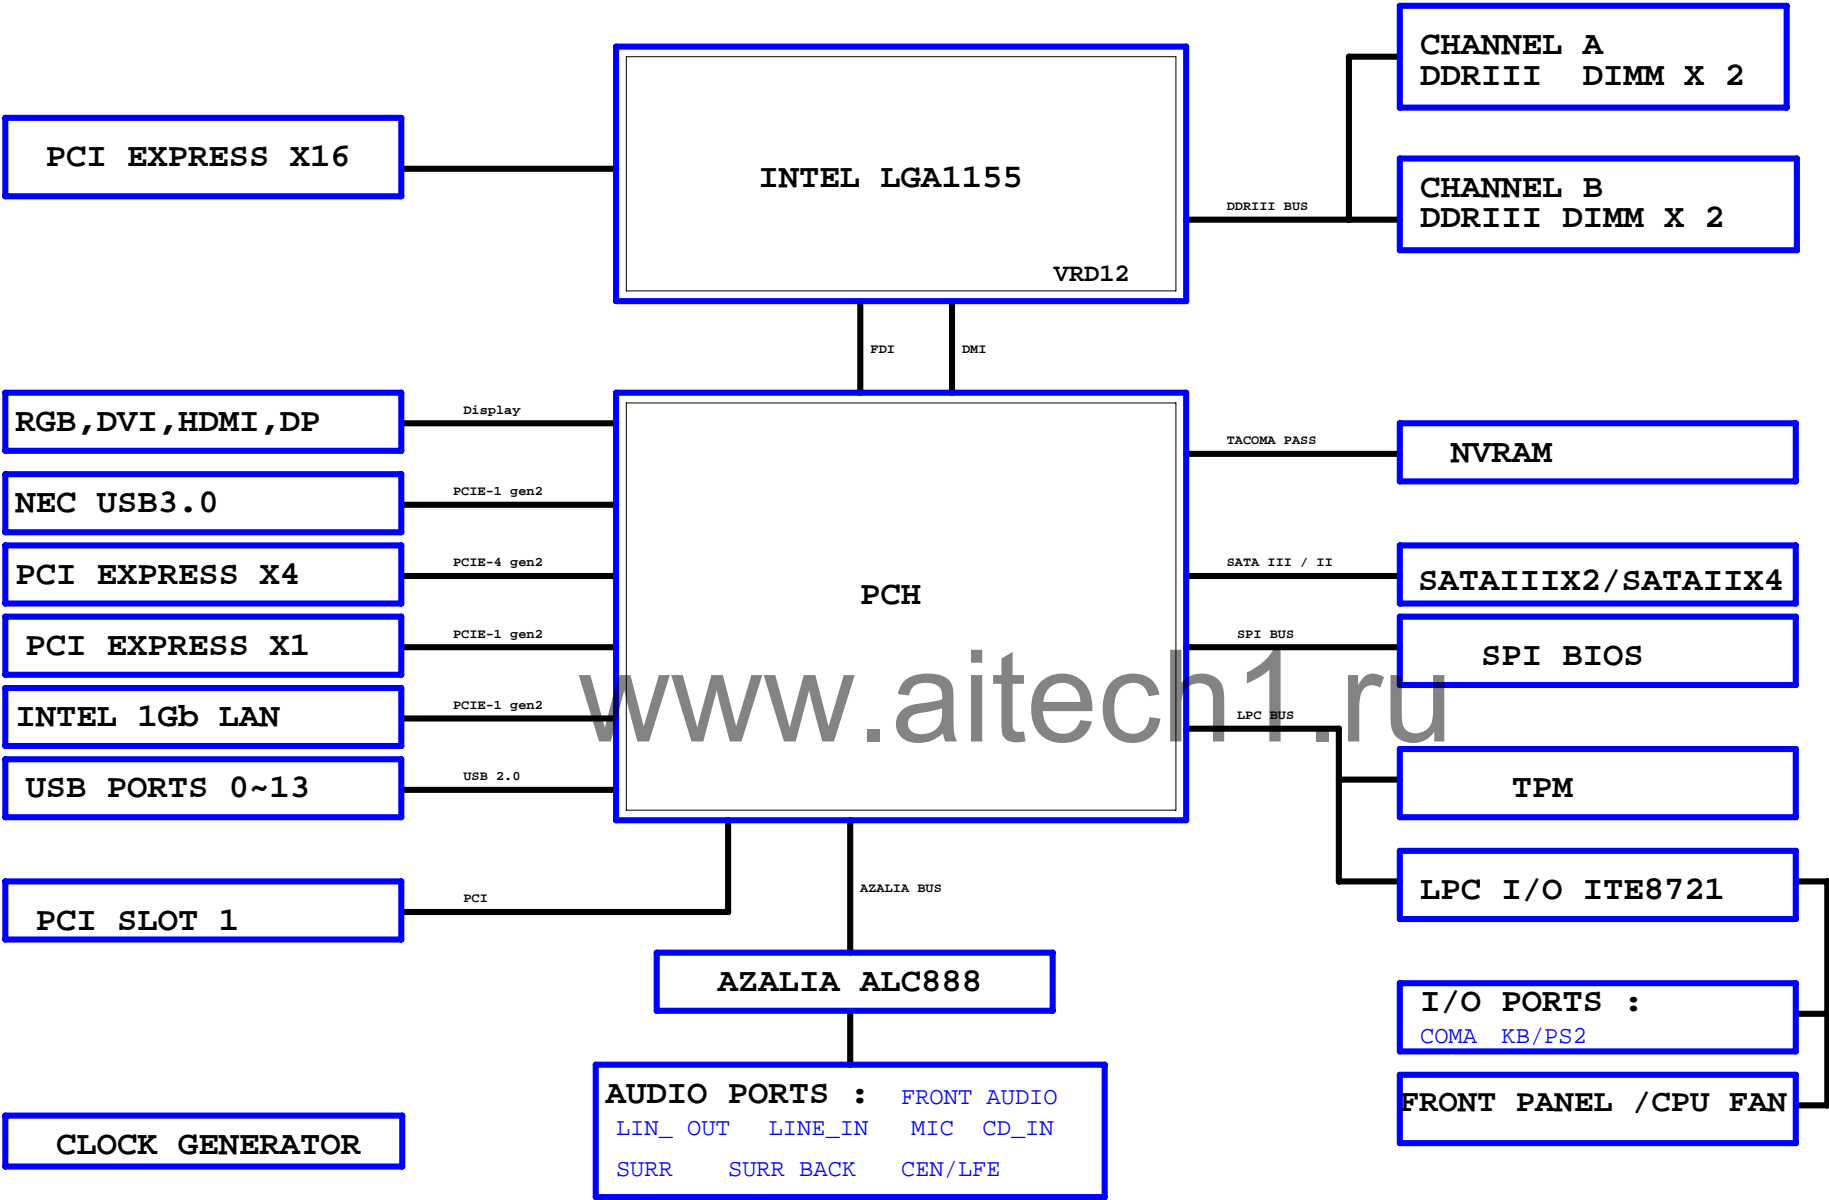 CHANNEL A
DDRIII DIMM X 2
PCI EXPRESS X16
INTEL LGA1155
VRD12
DDRIII BUS
CHANNEL B
DDRIII DIMM X 2
FDI
DMI
RGB,DVI,HDMI,DP
Display
TACOMA PASS
NVRAM
NEC USB3.0
PCIE-1 gen2
PCI EXPRESS X4
PCIE-4 gen2
PCH
SATA III / II
SATAIIIX2/SATAIIX4
PCI EXPRESS X1
PCIE-1 gen2
SPI BUS
SPI BIOS
www.aitech1.ru
INTEL 1Gb LAN
PCIE-1 gen2
LPC BUS
USB PORTS 0~13
USB 2.0
TPM
PCI SLOT 1
PCI
AZALIA BUS
LPC I/O ITE8721
AZALIA ALC888
I/O PORTS :
COMA KB/PS2
AUDIO PORTS : FRONT AUDIO
LIN_ OUT LINE_IN MIC CD_IN
SURR SURR BACK CEN/LFE
FRONT PANEL /CPU FAN
CLOCK GENERATOR